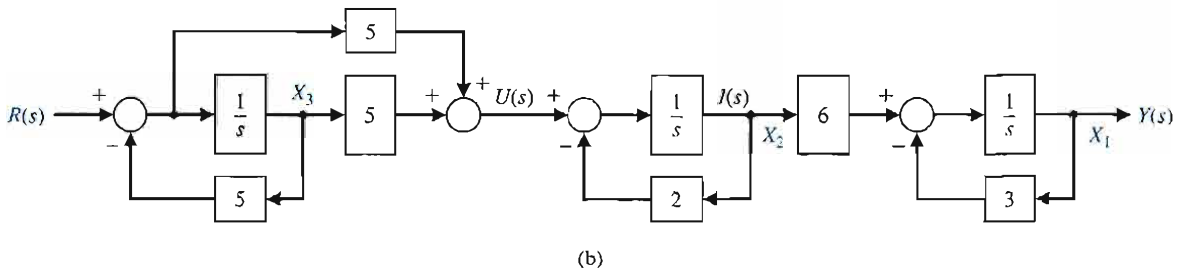 5
+
R(s)
−
1/s
X₃
5
+
+
U(s)
5
+
−
1/s
I(s)
X₂
2
6
+
−
1/s
X₁
Y(s)
3
(b)